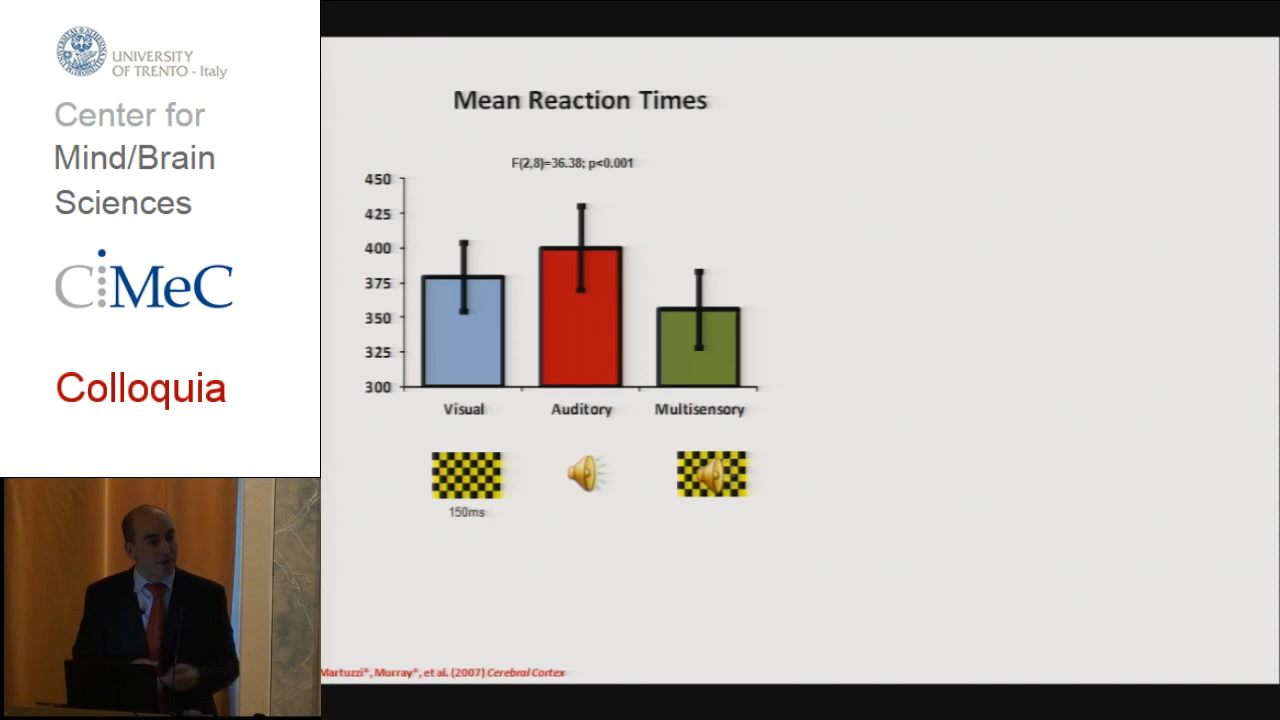 UNIVERSITY
OF TRENTO - Italy
Center for
Mind/Brain
Sciences
CiMeC
Colloquia
Mean Reaction Times
F(2,8)=36.38; p<0.001
450
425
400
375
350
325
300
Visual
Auditory
Multisensory
150ms
Martuzzi*, Murray*, et al. (2007) Cerebral Cortex